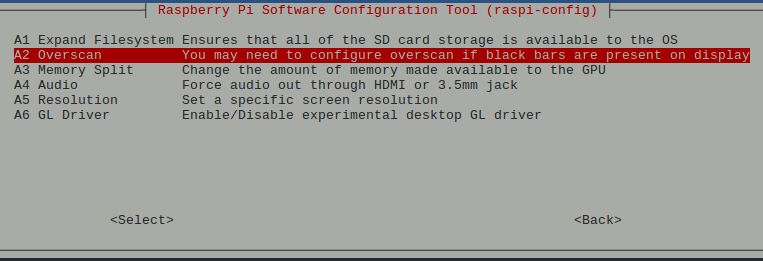 Raspberry Pi Software Configuration Tool (raspi-config)
A1 Expand Filesystem Ensures that all of the SD card storage is available to the OS
A2 Overscan You may need to configure overscan if black bars are present on display
A3 Memory Split Change the amount of memory made available to the GPU
A4 Audio Force audio out through HDMI or 3.5mm jack
A5 Resolution Set a specific screen resolution
A6 GL Driver Enable/Disable experimental desktop GL driver
<Select> <Back>